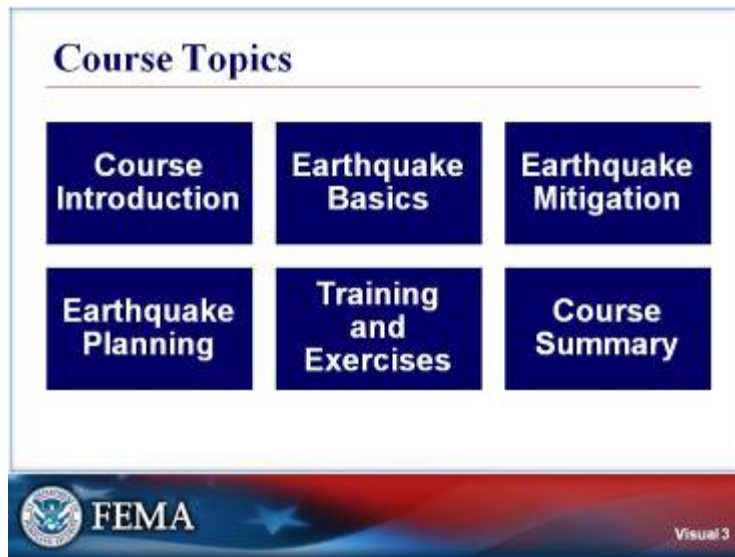 Course Topics
Course
Introduction
Earthquake
Basics
Earthquake
Mitigation
Earthquake
Planning
Training
and
Exercises
Course
Summary
FEMA
Visual 3